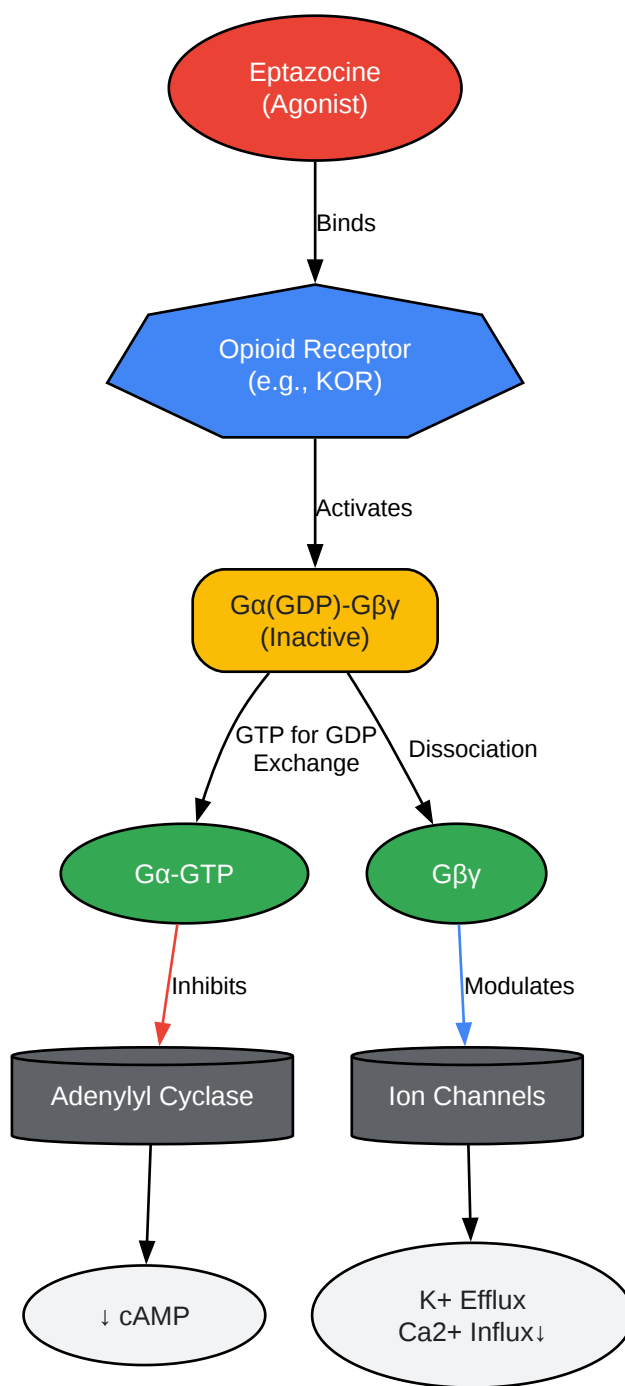 Eptazocine
(Agonist)
Binds
Opioid Receptor
(e.g., KOR)
Activates
Gα(GDP)-Gβγ
(Inactive)
GTP for GDP
Exchange
Dissociation
Gα-GTP
Gβγ
Inhibits
Modulates
Adenylyl Cyclase
Ion Channels
↓ cAMP
K+ Efflux
Ca2+ Influx↓